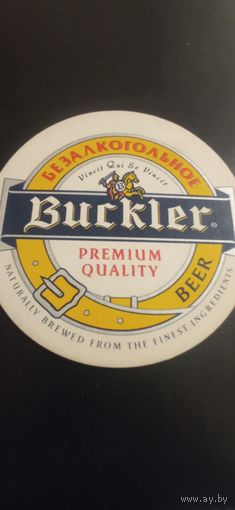 БЕЗАЛКОГОЛЬНОЕ
Vincit Qui Se Vincit
Buckler®
PREMIUM
QUALITY
BEER
NATURALLY BREWED FROM THE FINEST INGREDIENTS
www.ay.by